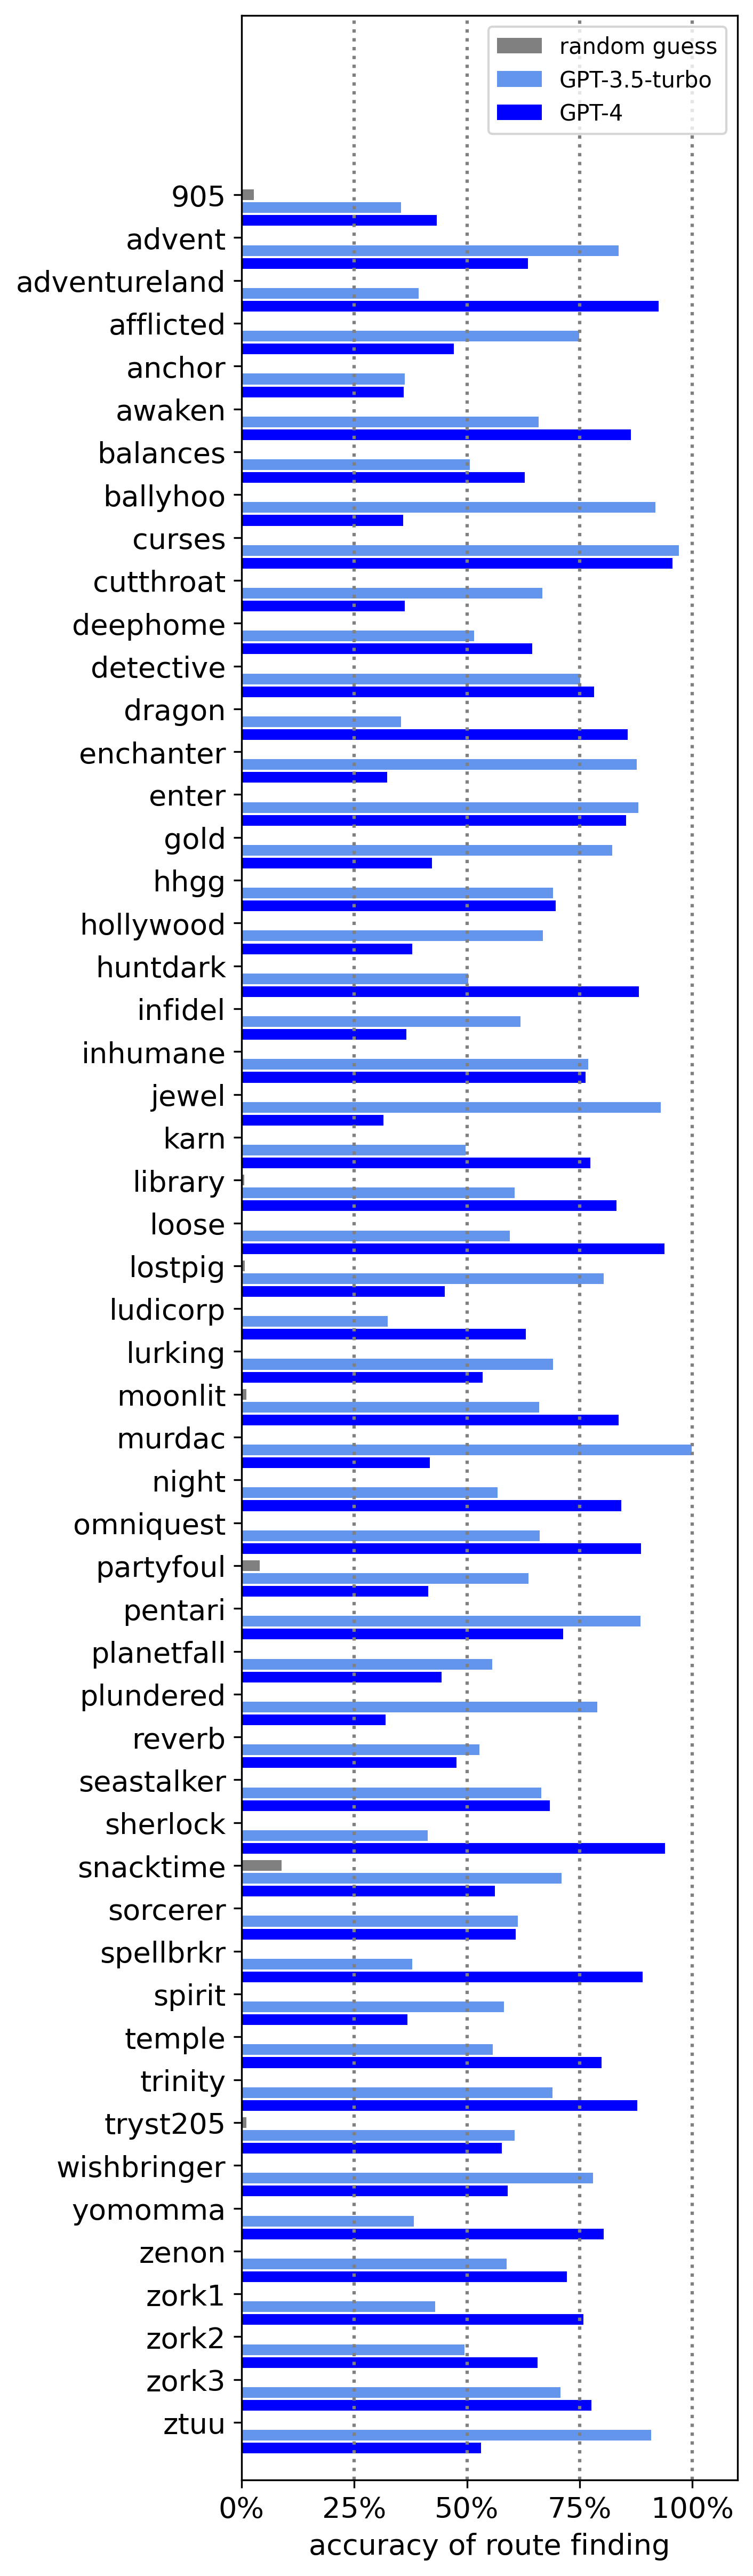 random guess
GPT-3.5-turbo
GPT-4
905
advent
adventureland
afflicted
anchor
awaken
balances
ballyhoo
curses
cutthroat
deephome
detective
dragon
enchanter
enter
gold
hhgg
hollywood
huntdark
infidel
inhumane
jewel
karn
library
loose
lostpig
ludicorp
lurking
moonlit
murdac
night
omniquest
partyfoul
pentari
planetfall
plundered
reverb
seastalker
sherlock
snacktime
sorcerer
spellbrkr
spirit
temple
trinity
tryst205
wishbringer
yomomma
zenon
zork1
zork2
zork3
ztuu
0% 25% 50% 75% 100%
accuracy of route finding